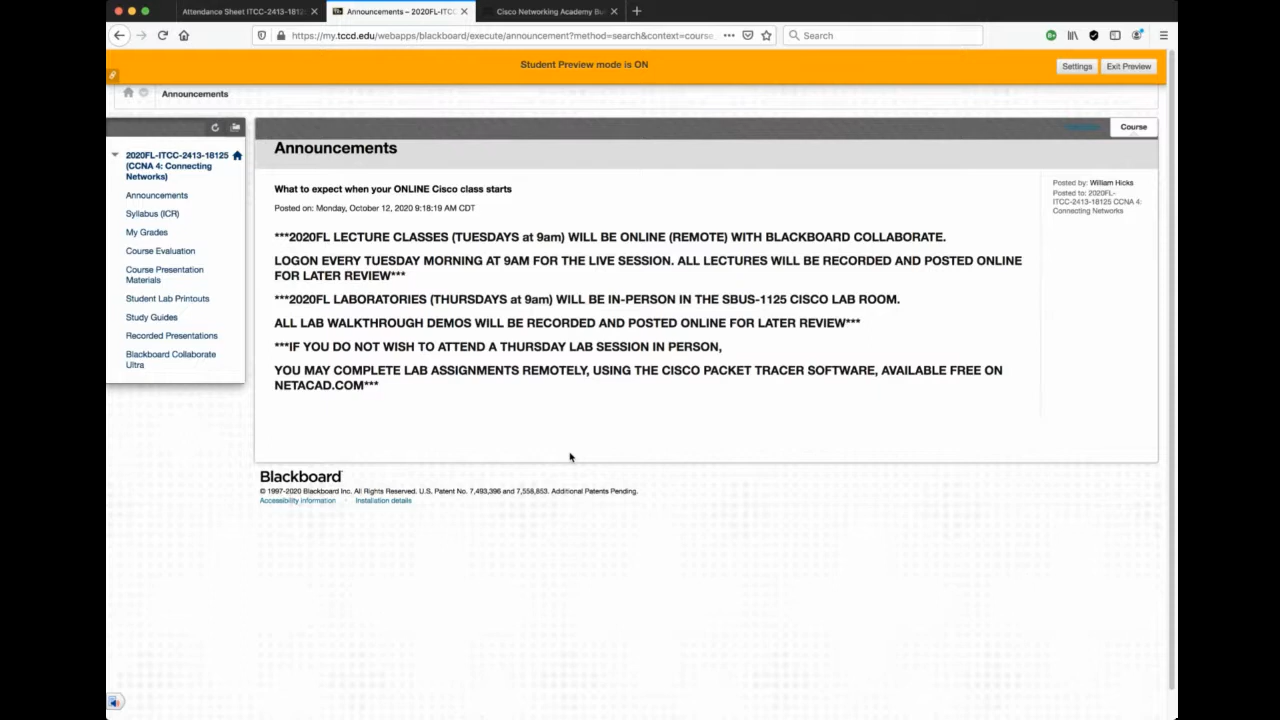 Attendance Sheet ITCC-2413-1812
Announcements – 2020FL-ITCC
Cisco Networking Academy Bu
https://my.tccd.edu/webapps/blackboard/execute/announcement?method=search&context=course_
Search
Student Preview mode is ON
Settings
Exit Preview
Announcements
Course
2020FL-ITCC-2413-18125
(CCNA 4: Connecting
Networks)
Announcements
Syllabus (ICR)
My Grades
Course Evaluation
Course Presentation
Materials
Student Lab Printouts
Study Guides
Recorded Presentations
Blackboard Collaborate
Ultra
Announcements
What to expect when your ONLINE Cisco class starts
Posted on: Monday, October 12, 2020 9:18:19 AM CDT
***2020FL LECTURE CLASSES (TUESDAYS at 9am) WILL BE ONLINE (REMOTE) WITH BLACKBOARD COLLABORATE.
LOGON EVERY TUESDAY MORNING AT 9AM FOR THE LIVE SESSION. ALL LECTURES WILL BE RECORDED AND POSTED ONLINE
FOR LATER REVIEW***
***2020FL LABORATORIES (THURSDAYS at 9am) WILL BE IN-PERSON IN THE SBUS-1125 CISCO LAB ROOM.
ALL LAB WALKTHROUGH DEMOS WILL BE RECORDED AND POSTED ONLINE FOR LATER REVIEW***
***IF YOU DO NOT WISH TO ATTEND A THURSDAY LAB SESSION IN PERSON,
YOU MAY COMPLETE LAB ASSIGNMENTS REMOTELY, USING THE CISCO PACKET TRACER SOFTWARE, AVAILABLE FREE ON
NETACAD.COM***
Posted by: William Hicks
Posted to: 2020FL-
ITCC-2413-18125 CCNA 4:
Connecting Networks
Blackboard
© 1997-2020 Blackboard Inc. All Rights Reserved. U.S. Patent No. 7,493,396 and 7,558,853. Additional Patents Pending.
Accessibility information · Installation details